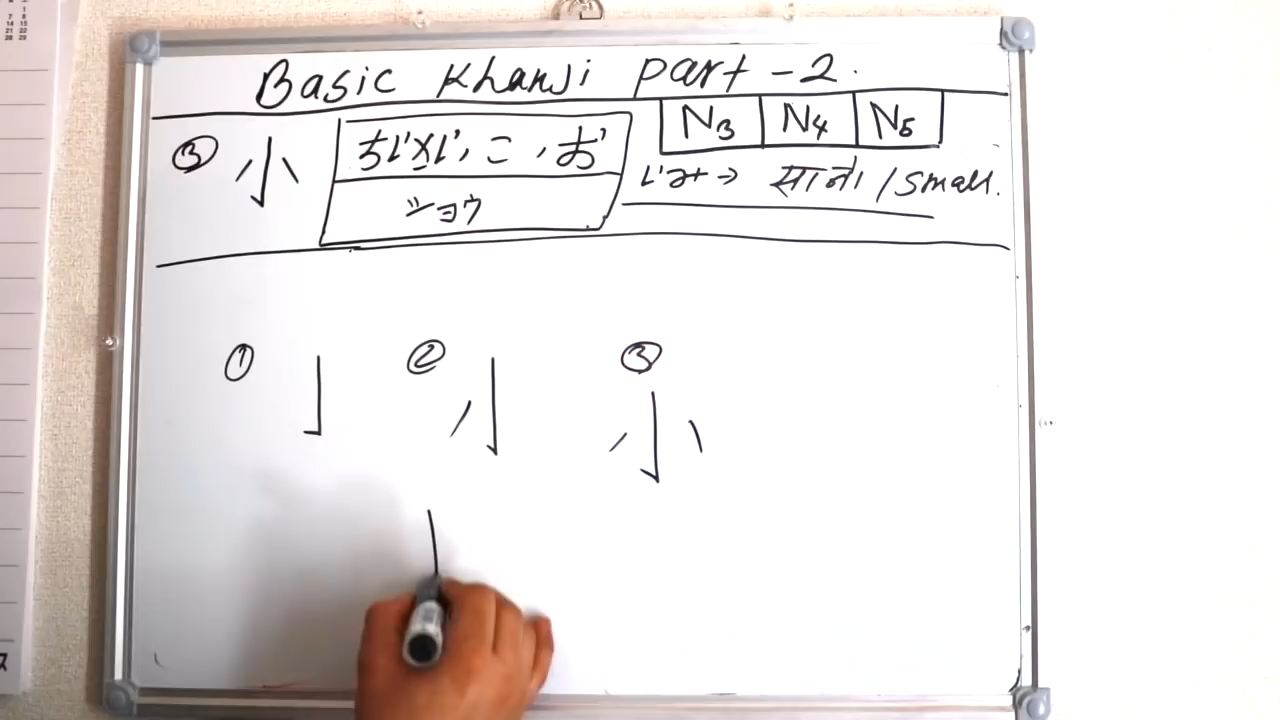 Basic Khanji part -2.
③ 小 ちいさい, こ, お N3 N4 N5
いみ→ सानो / small.
ショウ
① 亅 ② ③ 小
ス